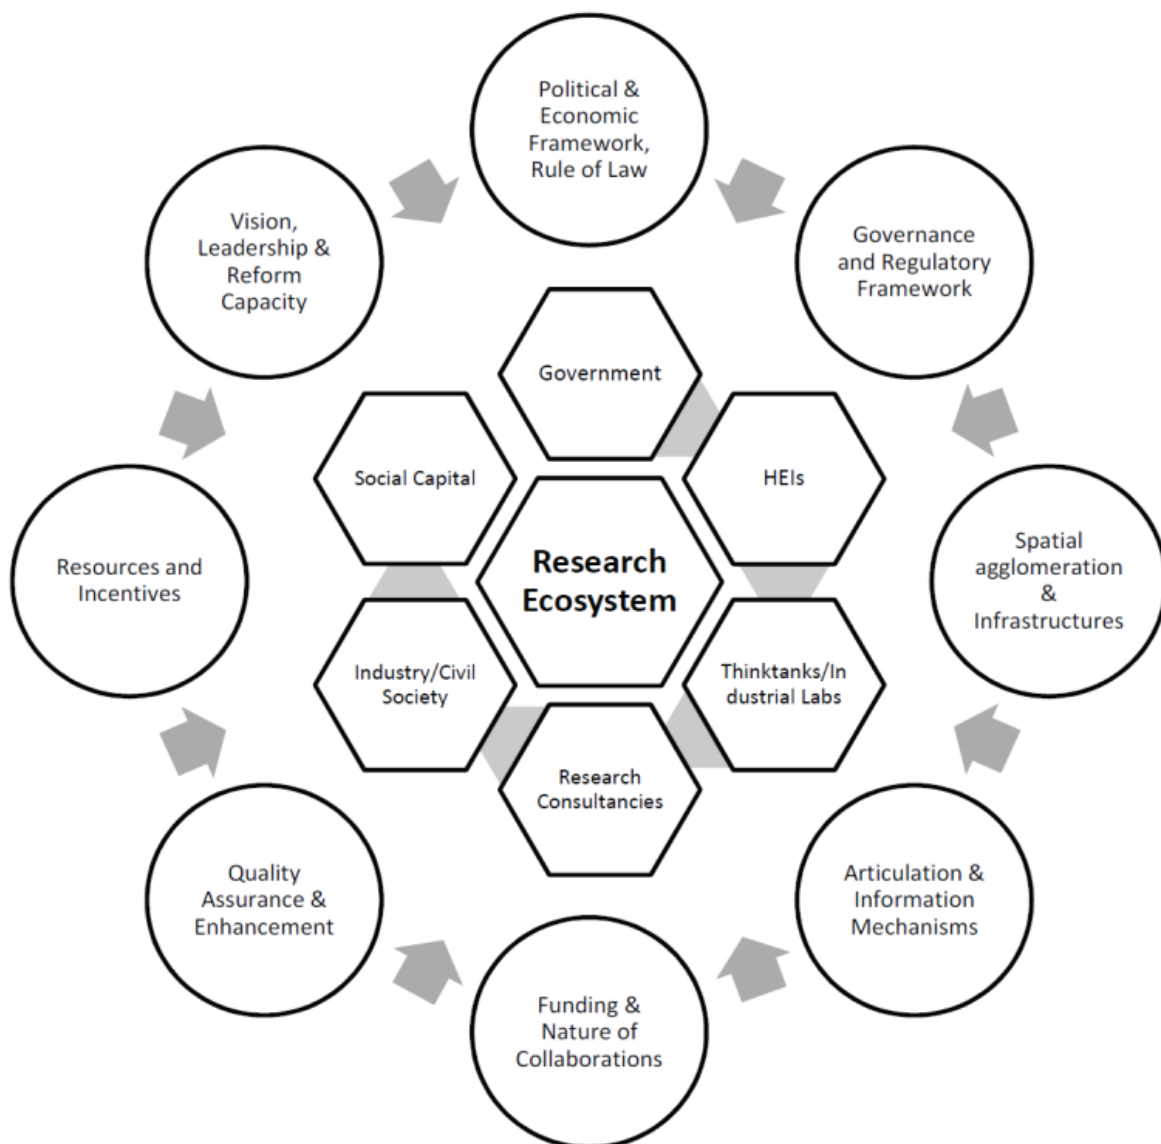 Political &
Economic
Framework,
Rule of Law
Governance
and Regulatory
Framework
Spatial
agglomeration
&
Infrastructures
Articulation &
Information
Mechanisms
Funding &
Nature of
Collaborations
Quality
Assurance &
Enhancement
Resources and
Incentives
Vision,
Leadership &
Reform
Capacity
Government
HEIs
Thinktanks/In
dustrial Labs
Research
Consultancies
Industry/Civil
Society
Social Capital
Research
Ecosystem